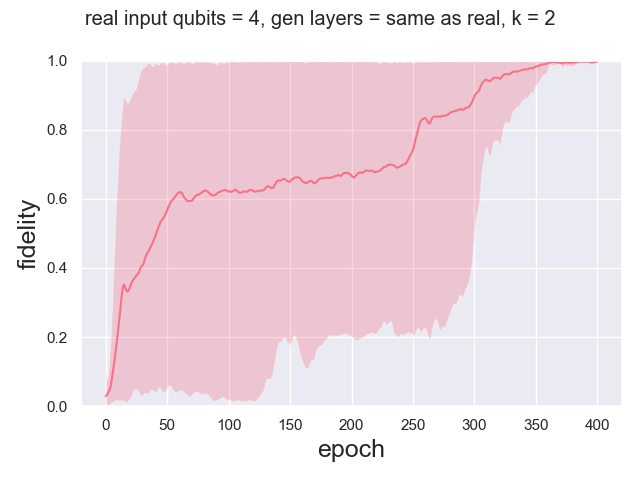 real input qubits = 4, gen layers = same as real, k = 2
1.0
0.8
0.6
0.4
0.2
0.0
fidelity
0 50 100 150 200 250 300 350 400
epoch